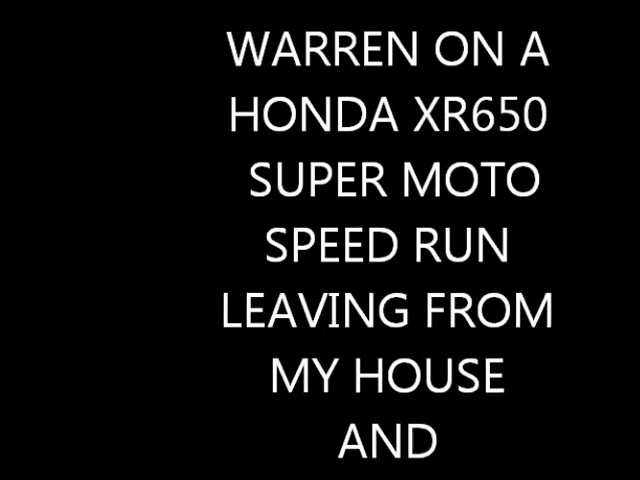 WARREN ON A
HONDA XR650
SUPER MOTO
SPEED RUN
LEAVING FROM
MY HOUSE
AND